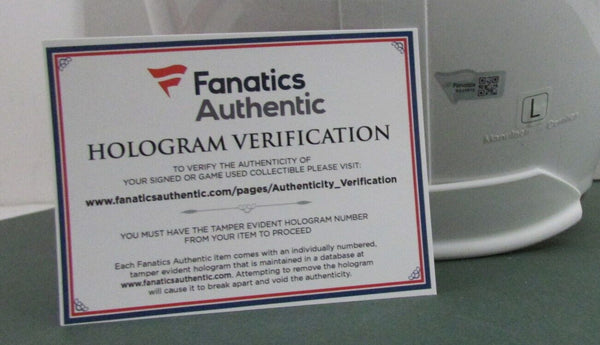 Fanatics
Authentic
HOLOGRAM VERIFICATION
TO VERIFY THE AUTHENTICITY OF
YOUR SIGNED OR GAME USED COLLECTIBLE PLEASE VISIT:
www.fanaticsauthentic.com/pages/Authenticity_Verification
YOU MUST HAVE THE TAMPER EVIDENT HOLOGRAM NUMBER
FROM YOUR ITEM TO PROCEED
Each Fanatics Authentic item comes with an individually numbered,
tamper evident hologram that is maintained in a database at
www.fanaticsauthentic.com. Attempting to remove the hologram
will cause it to break apart and void the authenticity.
Fanatics
L